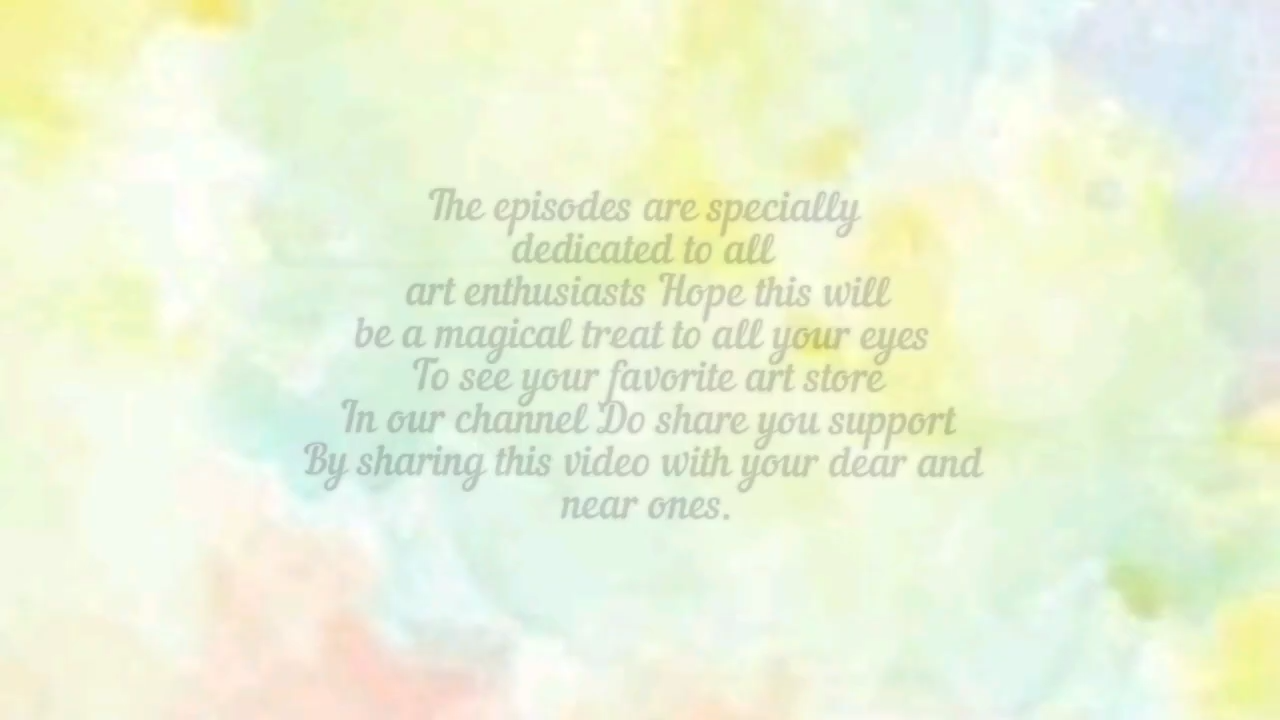 The episodes are specially
dedicated to all
art enthusiasts Hope this will
be a magical treat to all your eyes
To see your favorite art store
In our channel Do share you support
By sharing this video with your dear and
near ones.